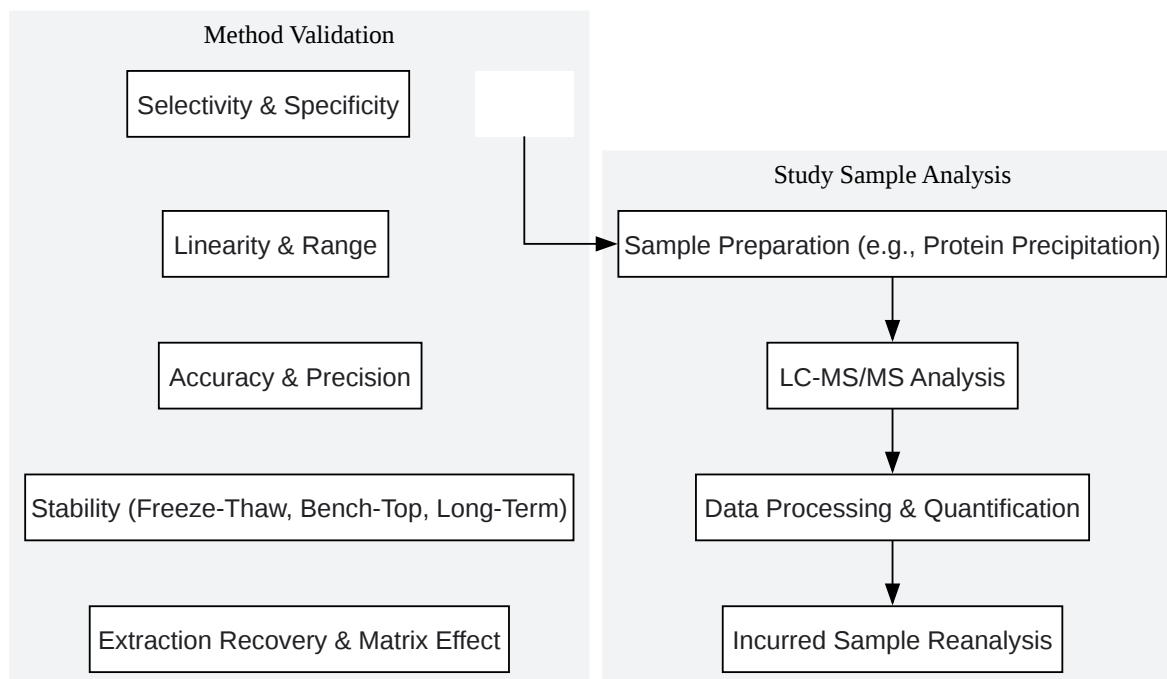 Method Validation
Selectivity & Specificity
Linearity & Range
Accuracy & Precision
Stability (Freeze-Thaw, Bench-Top, Long-Term)
Extraction Recovery & Matrix Effect
Study Sample Analysis
Sample Preparation (e.g., Protein Precipitation)
LC-MS/MS Analysis
Data Processing & Quantification
Incurred Sample Reanalysis